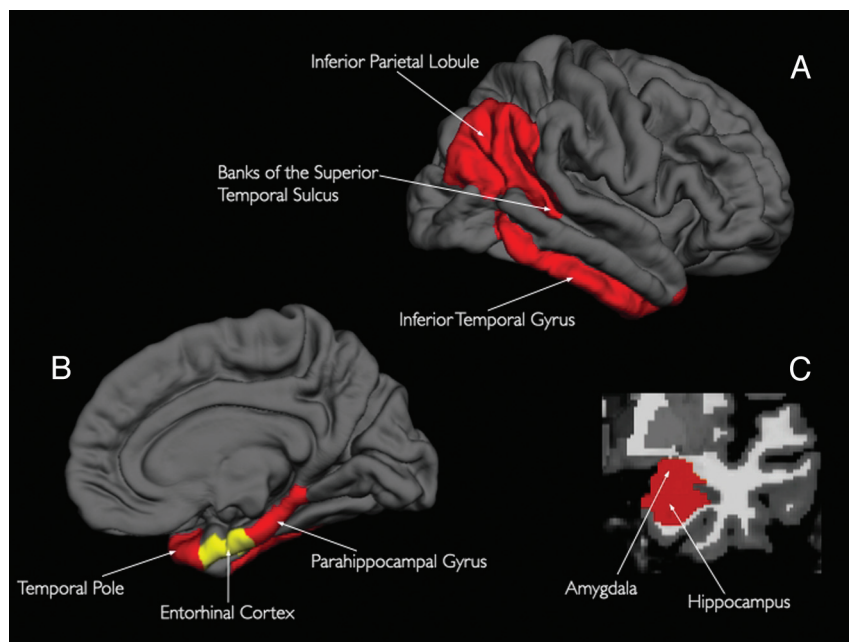 A
Inferior Parietal Lobule
Banks of the Superior
Temporal Sulcus
Inferior Temporal Gyrus
B
Temporal Pole
Entorhinal Cortex
Parahippocampal Gyrus
C
Amygdala
Hippocampus